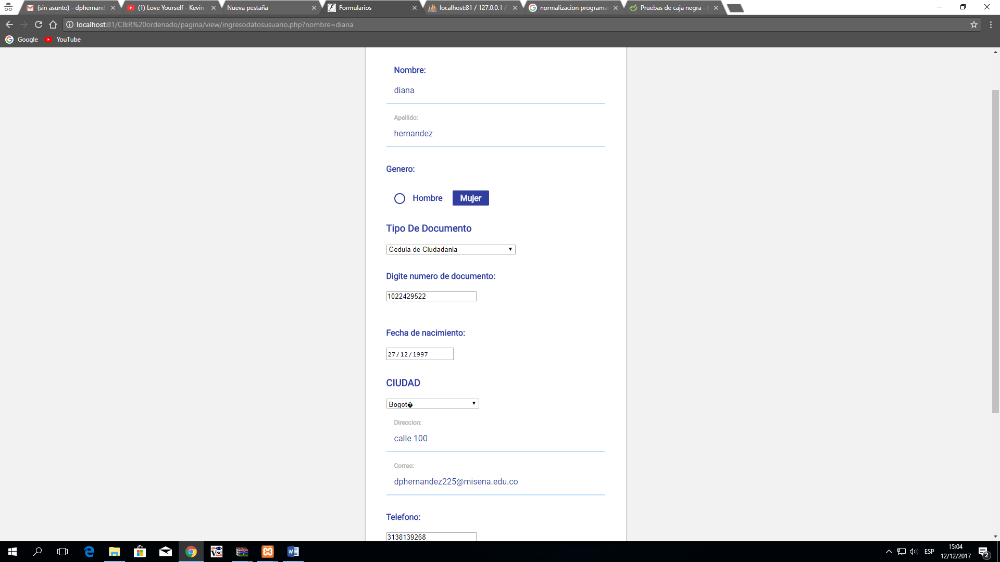 (sin asunto) - dphernand
(1) Love Yourself - Kevin
Nueva pestaña
Formularios
localhost:81 / 127.0.0.1 /
normalizacion programa
Pruebas de caja negra -
localhost:81/C&R%20ordenado/pagina/view/ingresodatosusuario.php?nombre=diana
Google
YouTube
Nombre:
diana
Apellido:
hernandez
Genero:
Hombre
Mujer
Tipo De Documento
Cedula de Ciudadania
Digite numero de documento:
1022429522
Fecha de nacimiento:
27/12/1997
CIUDAD
Bogot�
Direccion:
calle 100
Correo:
dphernandez225@misena.edu.co
Telefono:
3138139268
ESP
15:04
12/12/2017
2